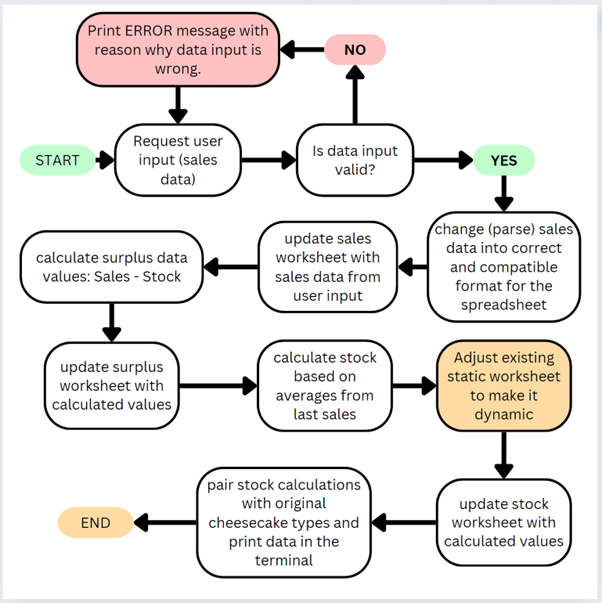 Print ERROR message with
reason why data input is
wrong.
NO
START
Request user
input (sales
data)
Is data input
valid?
YES
change (parse) sales
data into correct
and compatible
format for the
spreadsheet
update sales
worksheet with
sales data from
user input
calculate surplus data
values: Sales - Stock
update surplus
worksheet with
calculated values
calculate stock
based on
averages from
last sales
Adjust existing
static worksheet
to make it
dynamic
update stock
worksheet with
calculated values
pair stock calculations
with original
cheesecake types and
print data in the
terminal
END